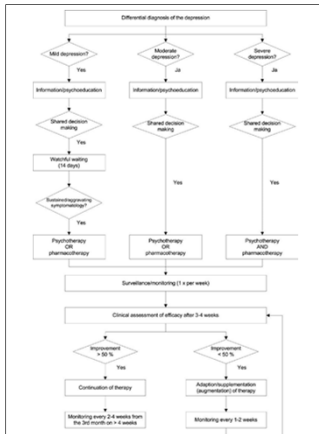 Differential diagnosis of the depression
Mild depression?
Moderate
depression?
Severe
depression?
Yes
Ja
Ja
Information/psychoeducation
Information/psychoeducation
Information/psychoeducation
Shared decision
making
Shared decision
making
Shared decision
making
Yes
Watchful waiting
(14 days)
Sustained/aggravating
symptomatology?
Yes
Yes
Yes
Psychotherapy
OR
pharmacotherapy
Psychotherapy
OR
pharmacotherapy
Psychotherapy
AND
pharmacotherapy
Surveillance/monitoring (1 x per week)
Clinical assessment of efficacy after 3-4 weeks
Improvement
> 50 %
Improvement
< 50 %
Yes
Yes
Continuation of therapy
Adaption/supplementation
(augmentation) of therapy
Monitoring every 2-4 weeks from
the 3rd month on > 4 weeks
Monitoring every 1-2 weeks